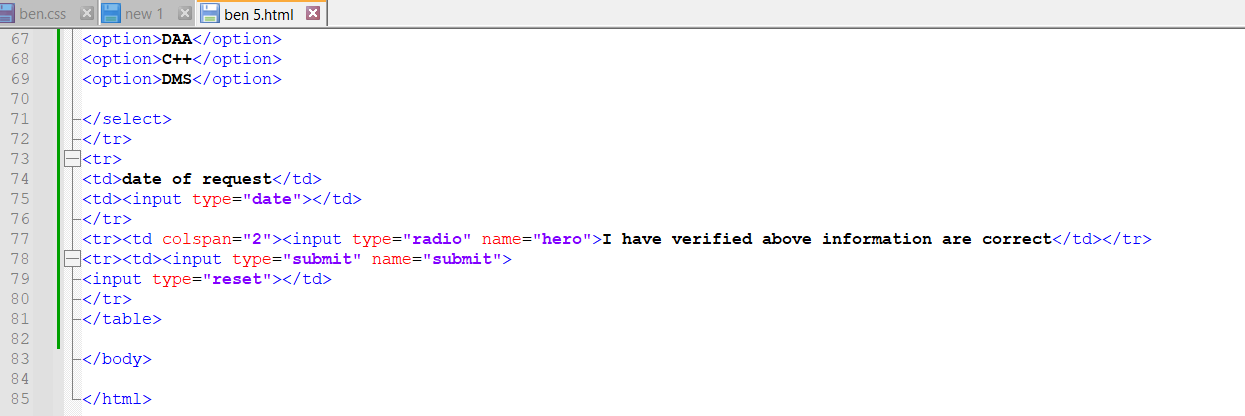 ben.css new 1 ben 5.html
67 <option>DAA</option>
68 <option>C++</option>
69 <option>DMS</option>
70
71 </select>
72 </tr>
73 <tr>
74 <td>date of request</td>
75 <td><input type="date"></td>
76 </tr>
77 <tr><td colspan="2"><input type="radio" name="hero">I have verified above information are correct</td></tr>
78 <tr><td><input type="submit" name="submit">
79 <input type="reset"></td>
80 </tr>
81 </table>
82
83 </body>
84
85 </html>